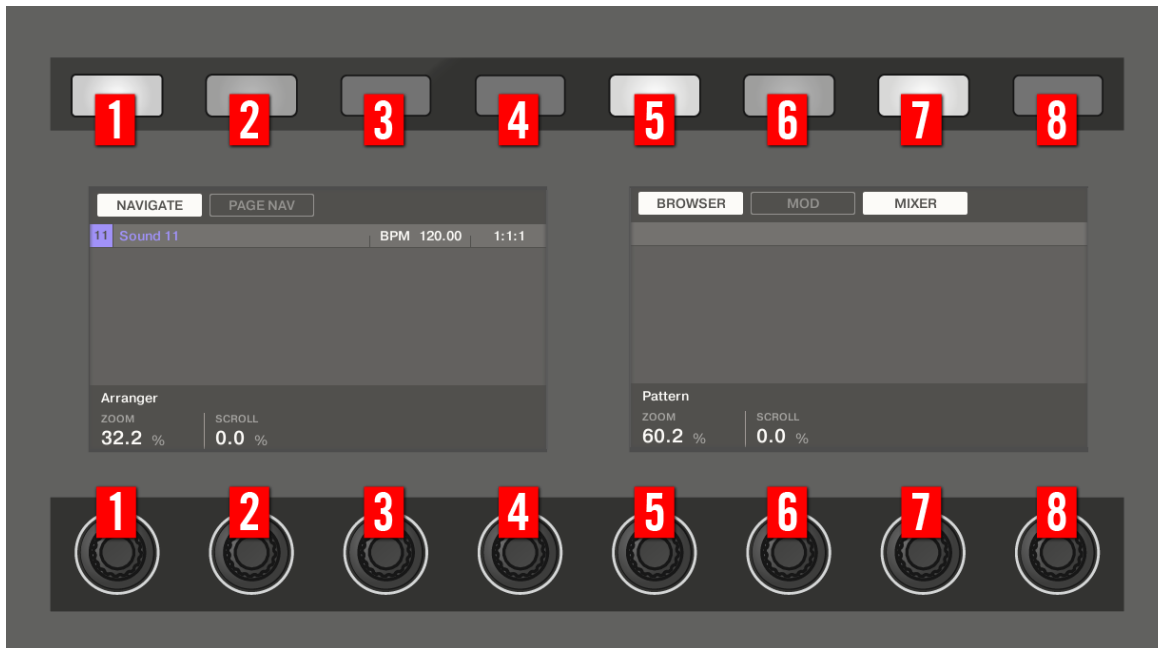 1 2 3 4 5 6 7 8
NAVIGATE PAGE NAV
11 Sound 11 BPM 120.00 1:1:1
Arranger
ZOOM SCROLL
32.2 % 0.0 %
BROWSER MOD MIXER
Pattern
ZOOM SCROLL
60.2 % 0.0 %
1 2 3 4 5 6 7 8